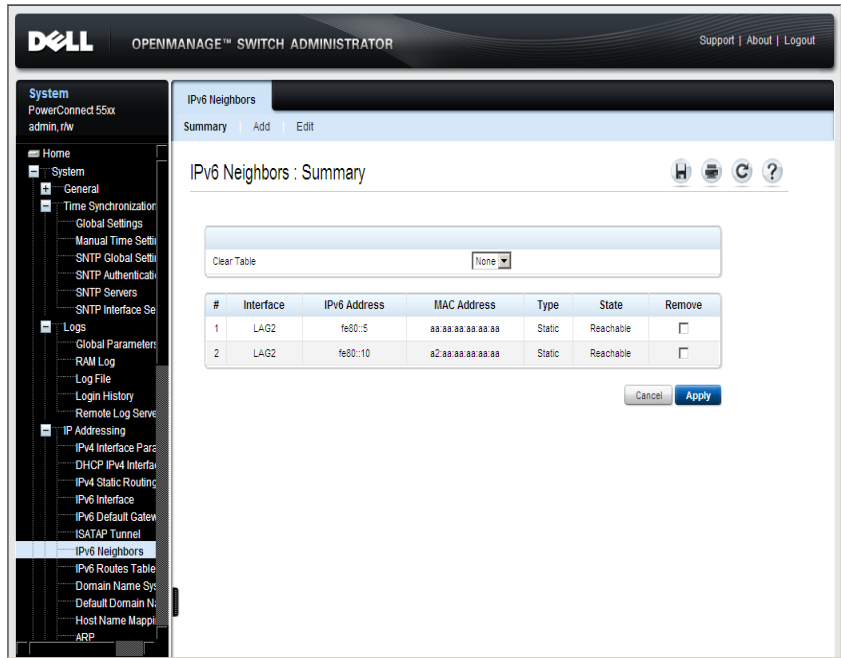 DELL
OPENMANAGE™ SWITCH ADMINISTRATOR
Support | About | Logout
System
PowerConnect 55xx
admin, r/w
Home
System
General
Time Synchronization
Global Settings
Manual Time Settin
SNTP Global Settin
SNTP Authenticati
SNTP Servers
SNTP Interface Se
Logs
Global Parameters
RAM Log
Log File
Login History
Remote Log Serve
IP Addressing
IPv4 Interface Para
DHCP IPv4 Interfa
IPv4 Static Routing
IPv6 Interface
IPv6 Default Gatew
ISATAP Tunnel
IPv6 Neighbors
IPv6 Routes Table
Domain Name Sys
Default Domain Na
Host Name Mappi
ARP
IPv6 Neighbors
Summary | Add | Edit
IPv6 Neighbors : Summary
Clear Table None
# Interface IPv6 Address MAC Address Type State Remove
1 LAG2 fe80::5 aa:aa:aa:aa:aa:aa Static Reachable
2 LAG2 fe80::10 a2:aa:aa:aa:aa:aa Static Reachable
Cancel Apply